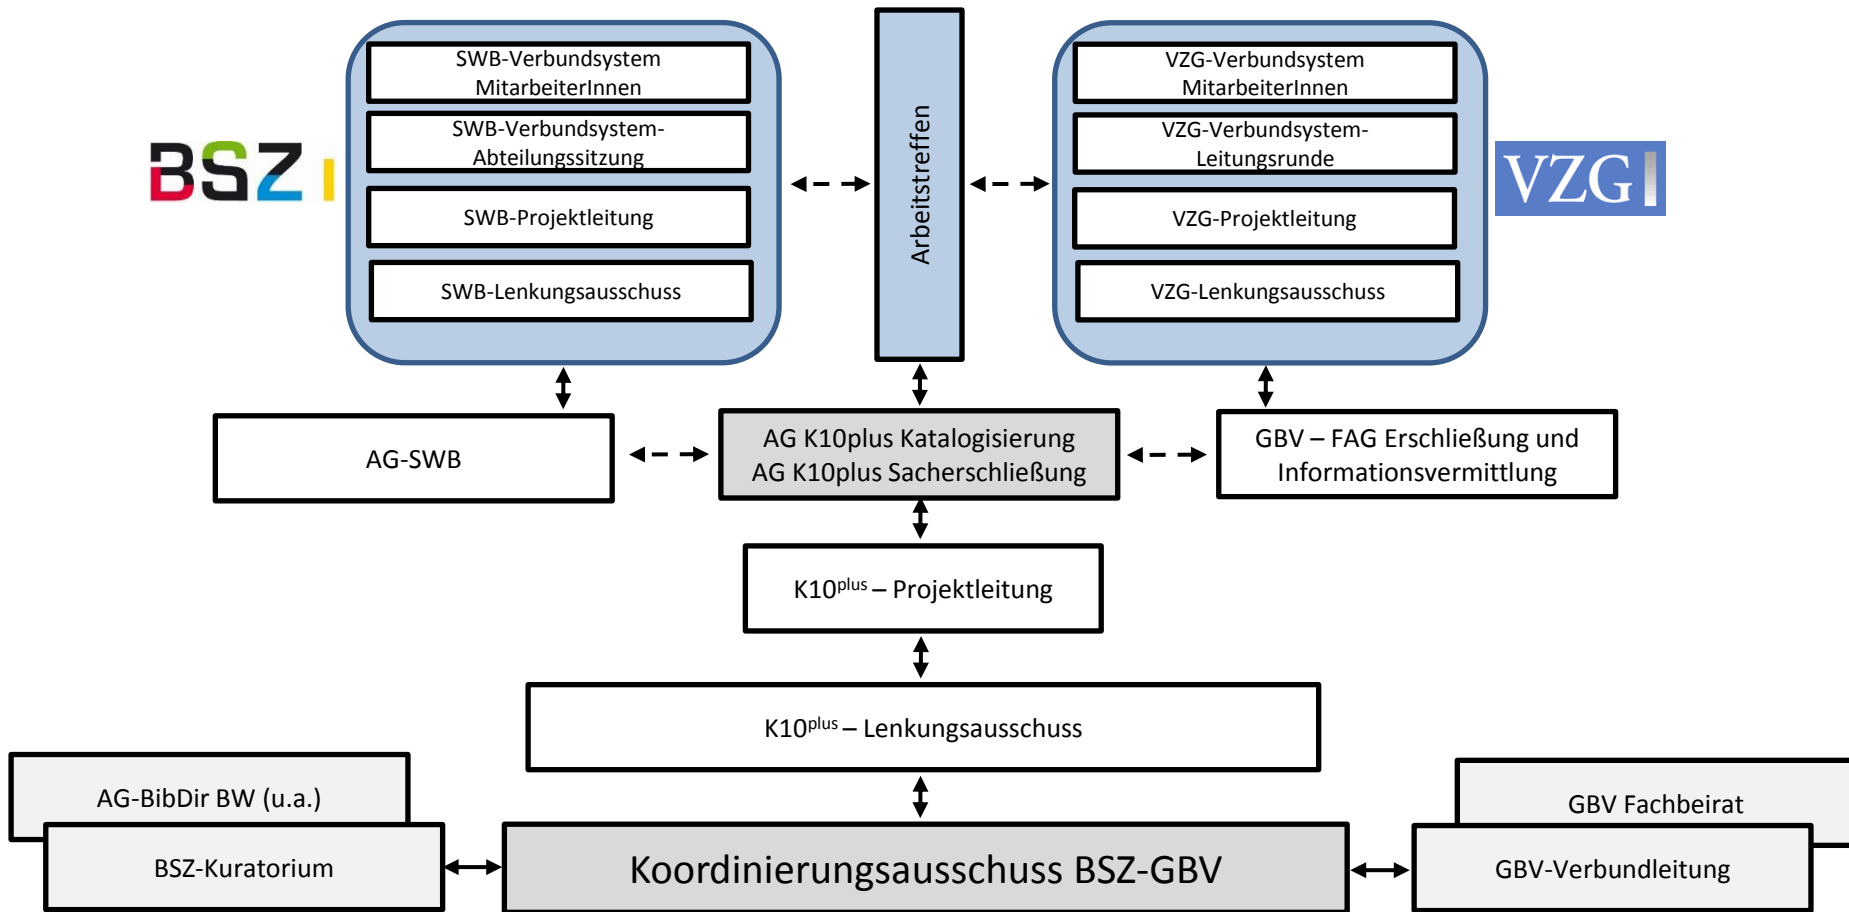 SWB-Verbundsystem
MitarbeiterInnen
SWB-Verbundsystem-
Abteilungssitzung
SWB-Projektleitung
SWB-Lenkungsausschuss
BSZ
Arbeitstreffen
VZG-Verbundsystem
MitarbeiterInnen
VZG-Verbundsystem-
Leitungsrunde
VZG-Projektleitung
VZG-Lenkungsausschuss
VZG
AG-SWB
AG K10plus Katalogisierung
AG K10plus Sacherschließung
GBV – FAG Erschließung und
Informationsvermittlung
K10plus – Projektleitung
K10plus – Lenkungsausschuss
AG-BibDir BW (u.a.)
BSZ-Kuratorium
Koordinierungsausschuss BSZ-GBV
GBV Fachbeirat
GBV-Verbundleitung